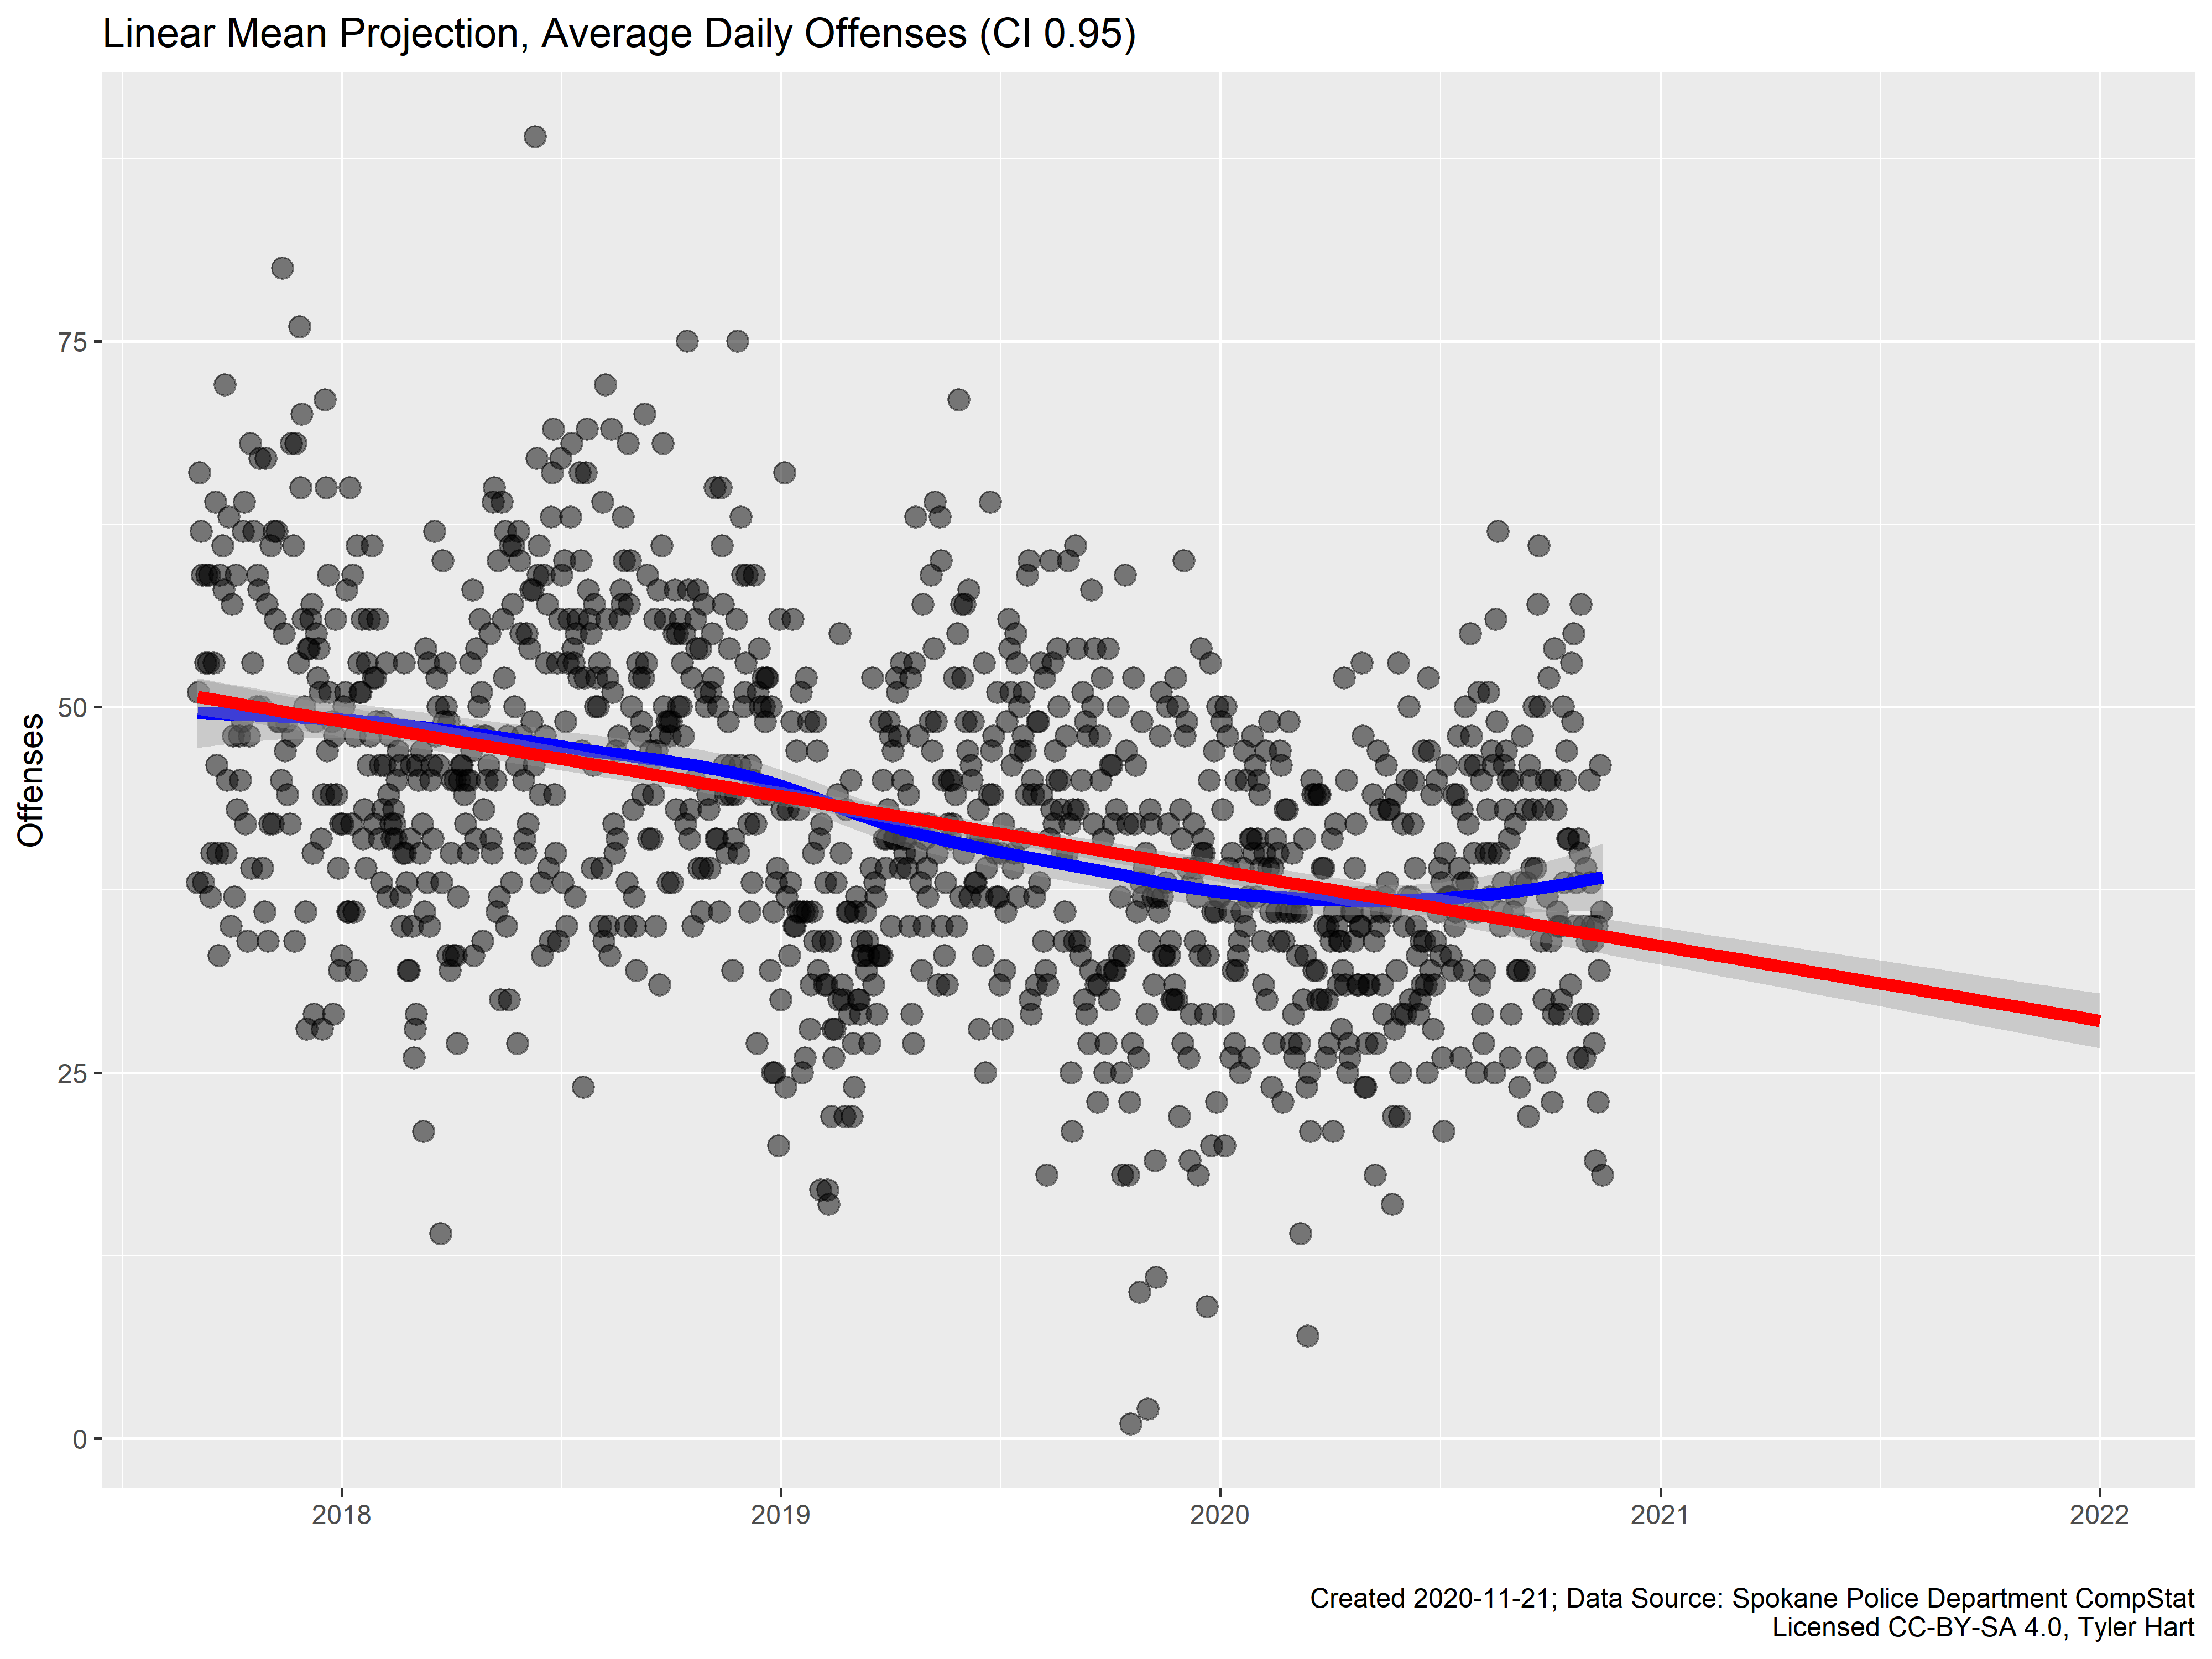 Linear Mean Projection, Average Daily Offenses (CI 0.95)
75
50
25
0
Offenses
2018
2019
2020
2021
2022
Created 2020-11-21; Data Source: Spokane Police Department CompStat
Licensed CC-BY-SA 4.0, Tyler Hart